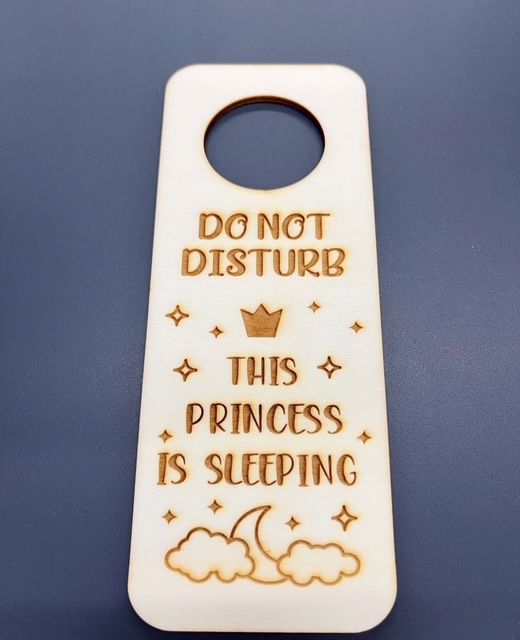 DO NOT
DISTURB
THIS
PRINCESS
IS SLEEPING